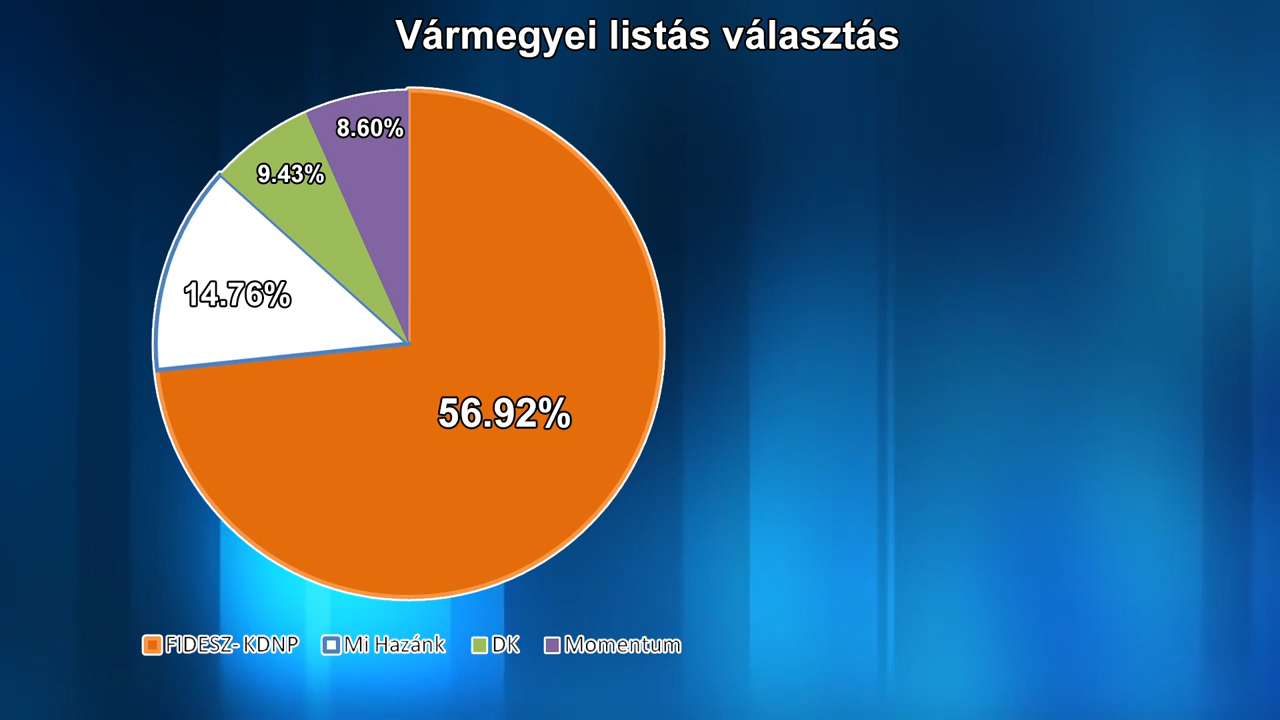 Vármegyei listás választás
8.60%
9.43%
14.76%
56.92%
FIDESZ- KDNP Mi Hazánk DK Momentum